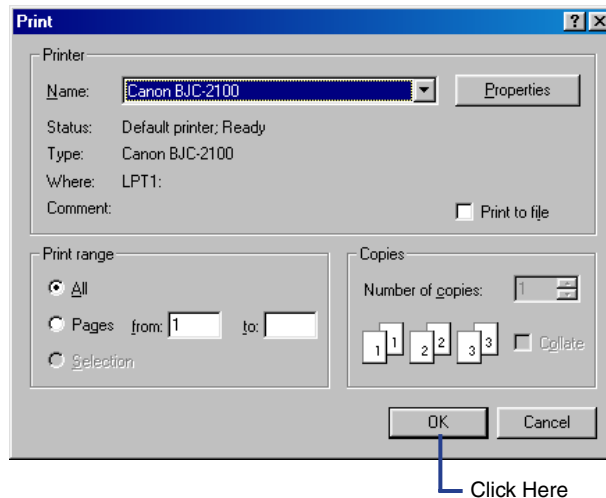 Print
Printer
Name: Canon BJC-2100 Properties
Status: Default printer; Ready
Type: Canon BJC-2100
Where: LPT1:
Comment: Print to file
Print range Copies
All Number of copies: 1
Pages from: 1 to:
1 1 2 2 3 3 Collate
Selection
OK Cancel
Click Here